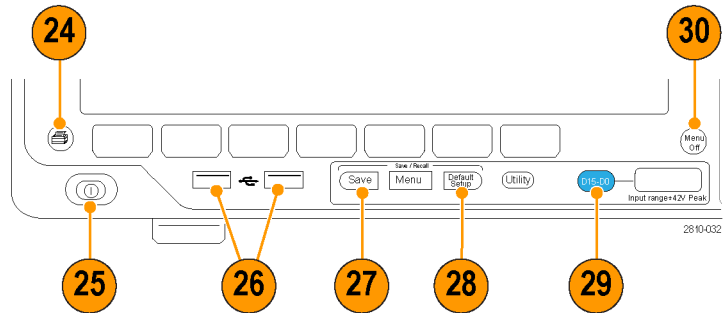 24
30
Menu
Off
Save / Recall
Save
Menu
Default
Setup
Utility
D15-D0
Input range±42V Peak
2810-032
25
26
27
28
29